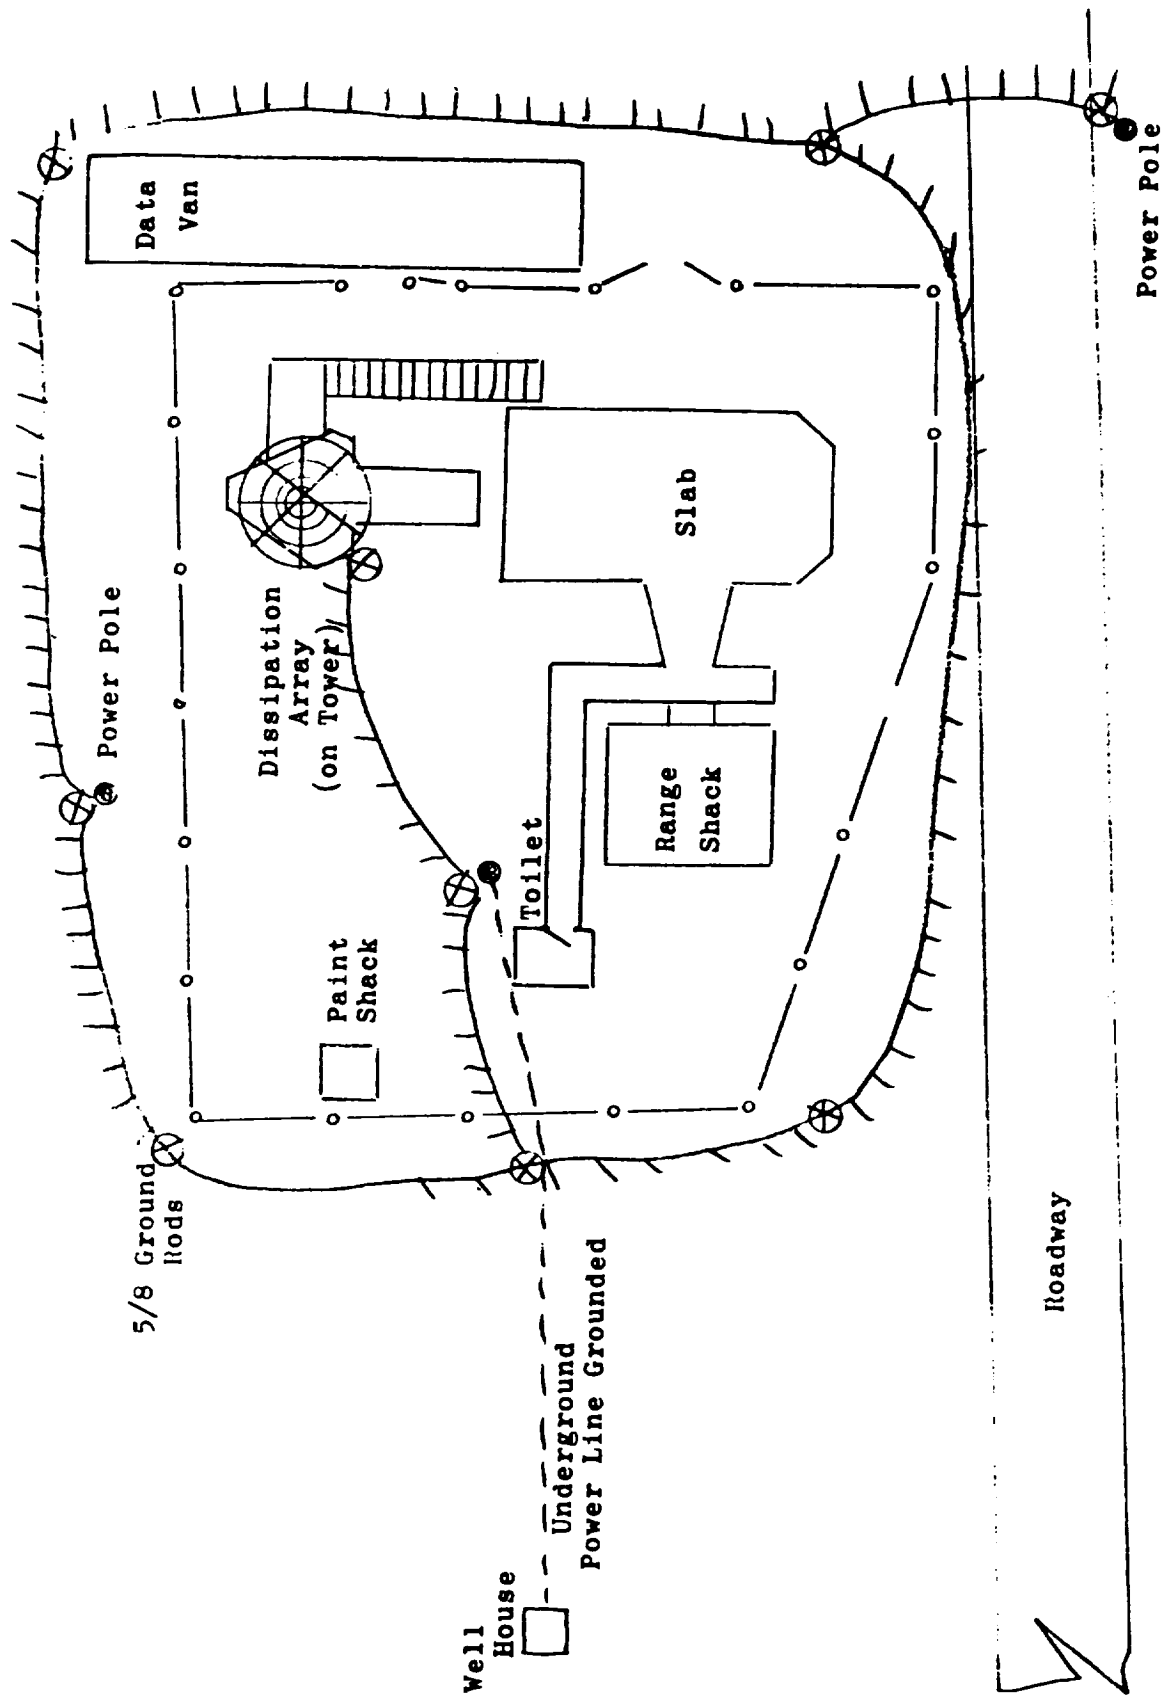 Data
Van
Power Pole
Dissipation
Array
(on Tower)
Slab
Power Pole
Toilet
Range
Shack
Paint
Shack
5/8 Ground
Rods
Underground
Power Line Grounded
Well
House
Roadway